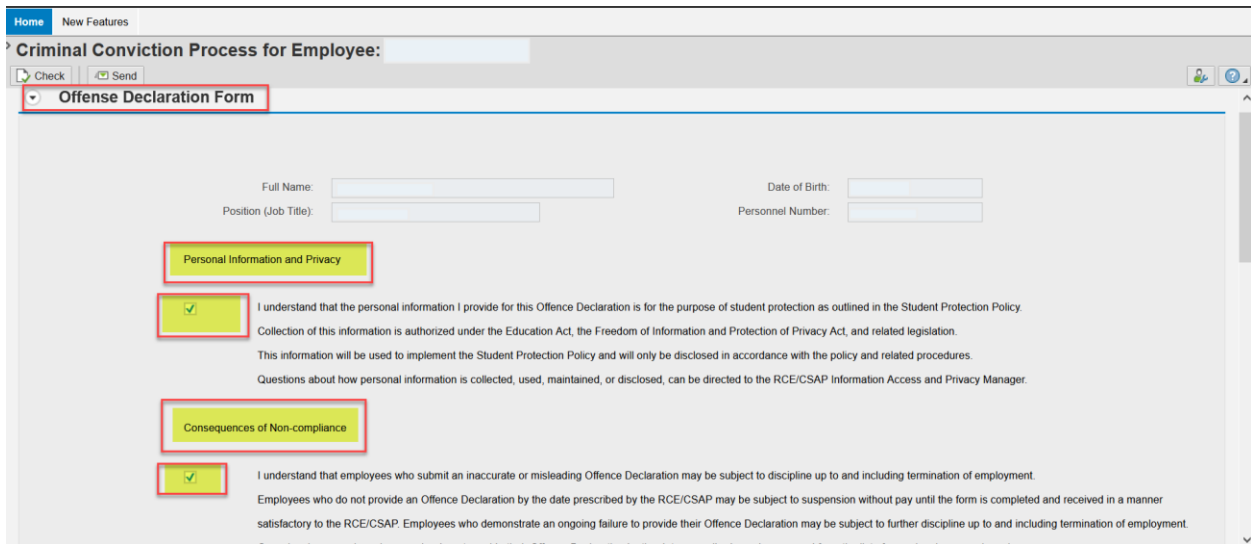 Home New Features
Criminal Conviction Process for Employee:
Check Send
Offense Declaration Form
Full Name: Date of Birth:
Position (Job Title): Personnel Number:
Personal Information and Privacy
I understand that the personal information I provide for this Offence Declaration is for the purpose of student protection as outlined in the Student Protection Policy.
Collection of this information is authorized under the Education Act, the Freedom of Information and Protection of Privacy Act, and related legislation.
This information will be used to implement the Student Protection Policy and will only be disclosed in accordance with the policy and related procedures.
Questions about how personal information is collected, used, maintained, or disclosed, can be directed to the RCE/CSAP Information Access and Privacy Manager.
Consequences of Non-compliance
I understand that employees who submit an inaccurate or misleading Offence Declaration may be subject to discipline up to and including termination of employment.
Employees who do not provide an Offence Declaration by the date prescribed by the RCE/CSAP may be subject to suspension without pay until the form is completed and received in a manner
satisfactory to the RCE/CSAP. Employees who demonstrate an ongoing failure to provide their Offence Declaration may be subject to further discipline up to and including termination of employment.